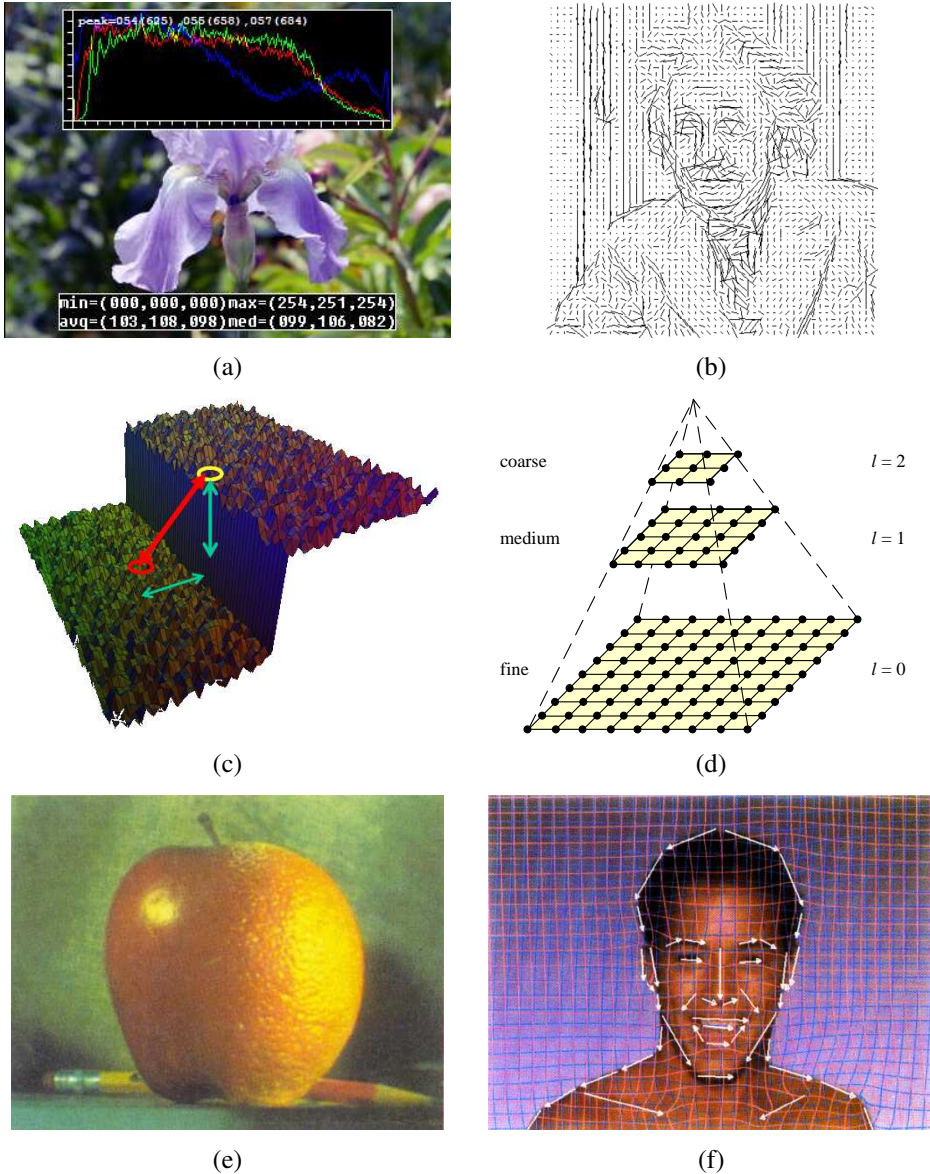 peak=054(695) ,055(658) ,057(684)
min=(000,000,000)max=(254,251,254)
avg=(103,108,098)med=(099,106,082)
(a)
(b)
coarse l = 2
medium l = 1
fine l = 0
(c)
(d)
(e)
(f)